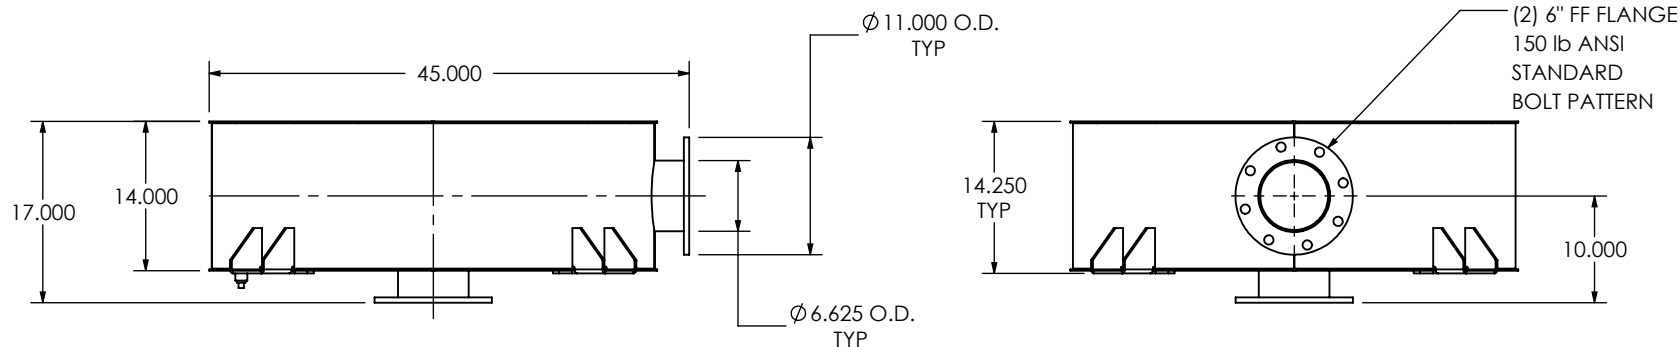 Ø 11.000 O.D.
TYP
45.000
17.000
14.000
Ø 6.625 O.D.
TYP
(2) 6" FF FLANGE
150 lb ANSI
STANDARD
BOLT PATTERN
14.250
TYP
10.000